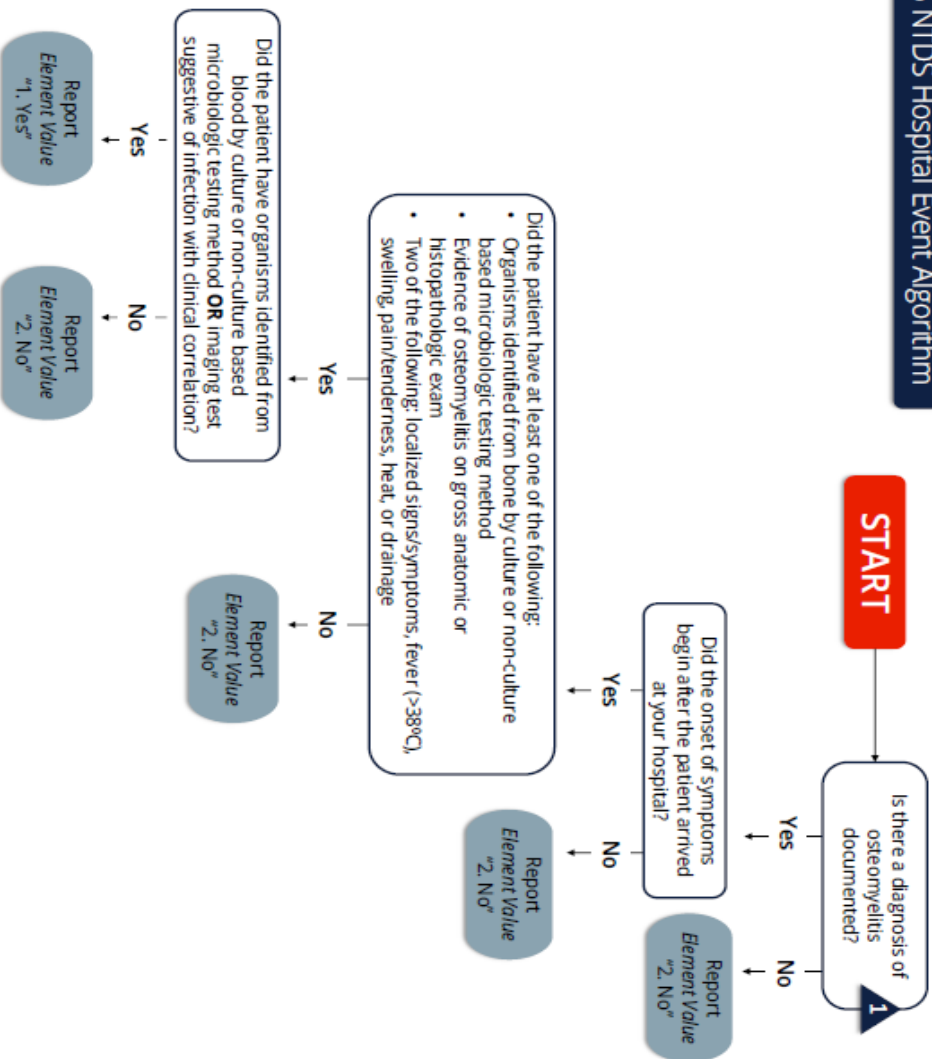 NTDS Hospital Event Algorithm
START
Is there a diagnosis of
osteomyelitis
documented?
1
Yes
No
Report
Element Value
"2. No"
Did the onset of symptoms
begin after the patient arrived
at your hospital?
Yes
No
Report
Element Value
"2. No"
Did the patient have at least one of the following:
• Organisms identified from bone by culture or non-culture
based microbiologic testing method
• Evidence of osteomyelitis on gross anatomic or
histopathologic exam
• Two of the following: localized signs/symptoms, fever (>38ºC),
swelling, pain/tenderness, heat, or drainage
Yes
No
Report
Element Value
"2. No"
Did the patient have organisms identified from
blood by culture or non-culture based
microbiologic testing method OR imaging test
suggestive of infection with clinical correlation?
Yes
No
Report
Element Value
"1. Yes"
Report
Element Value
"2. No"